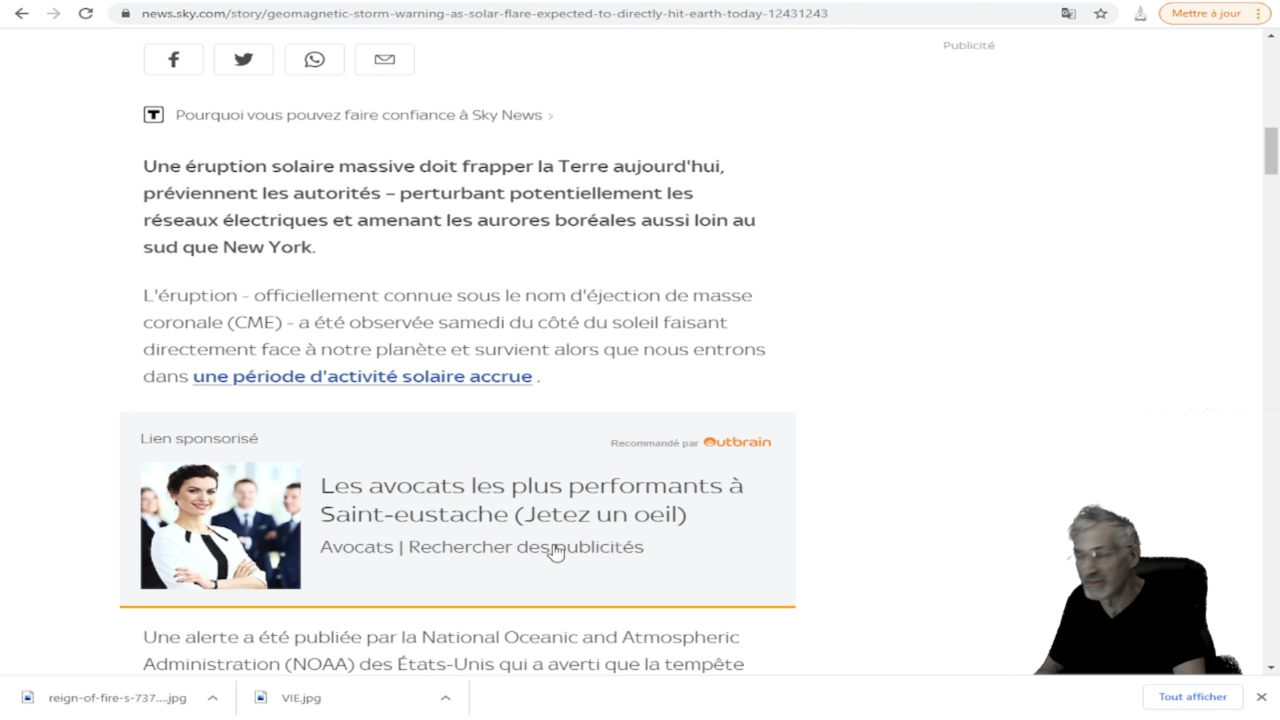 news.sky.com/story/geomagnetic-storm-warning-as-solar-flare-expected-to-directly-hit-earth-today-12431243
Mettre à jour
Publicité
Pourquoi vous pouvez faire confiance à Sky News
Une éruption solaire massive doit frapper la Terre aujourd'hui,
préviennent les autorités – perturbant potentiellement les
réseaux électriques et amenant les aurores boréales aussi loin au
sud que New York.
L'éruption - officiellement connue sous le nom d'éjection de masse
coronale (CME) - a été observée samedi du côté du soleil faisant
directement face à notre planète et survient alors que nous entrons
dans une période d'activité solaire accrue .
Lien sponsorisé
Recommandé par Outbrain
Les avocats les plus performants à
Saint-eustache (Jetez un oeil)
Avocats | Rechercher des publicités
Une alerte a été publiée par la National Oceanic and Atmospheric
Administration (NOAA) des États-Unis qui a averti que la tempête
reign-of-fire-s-737....jpg
VIE.jpg
Tout afficher